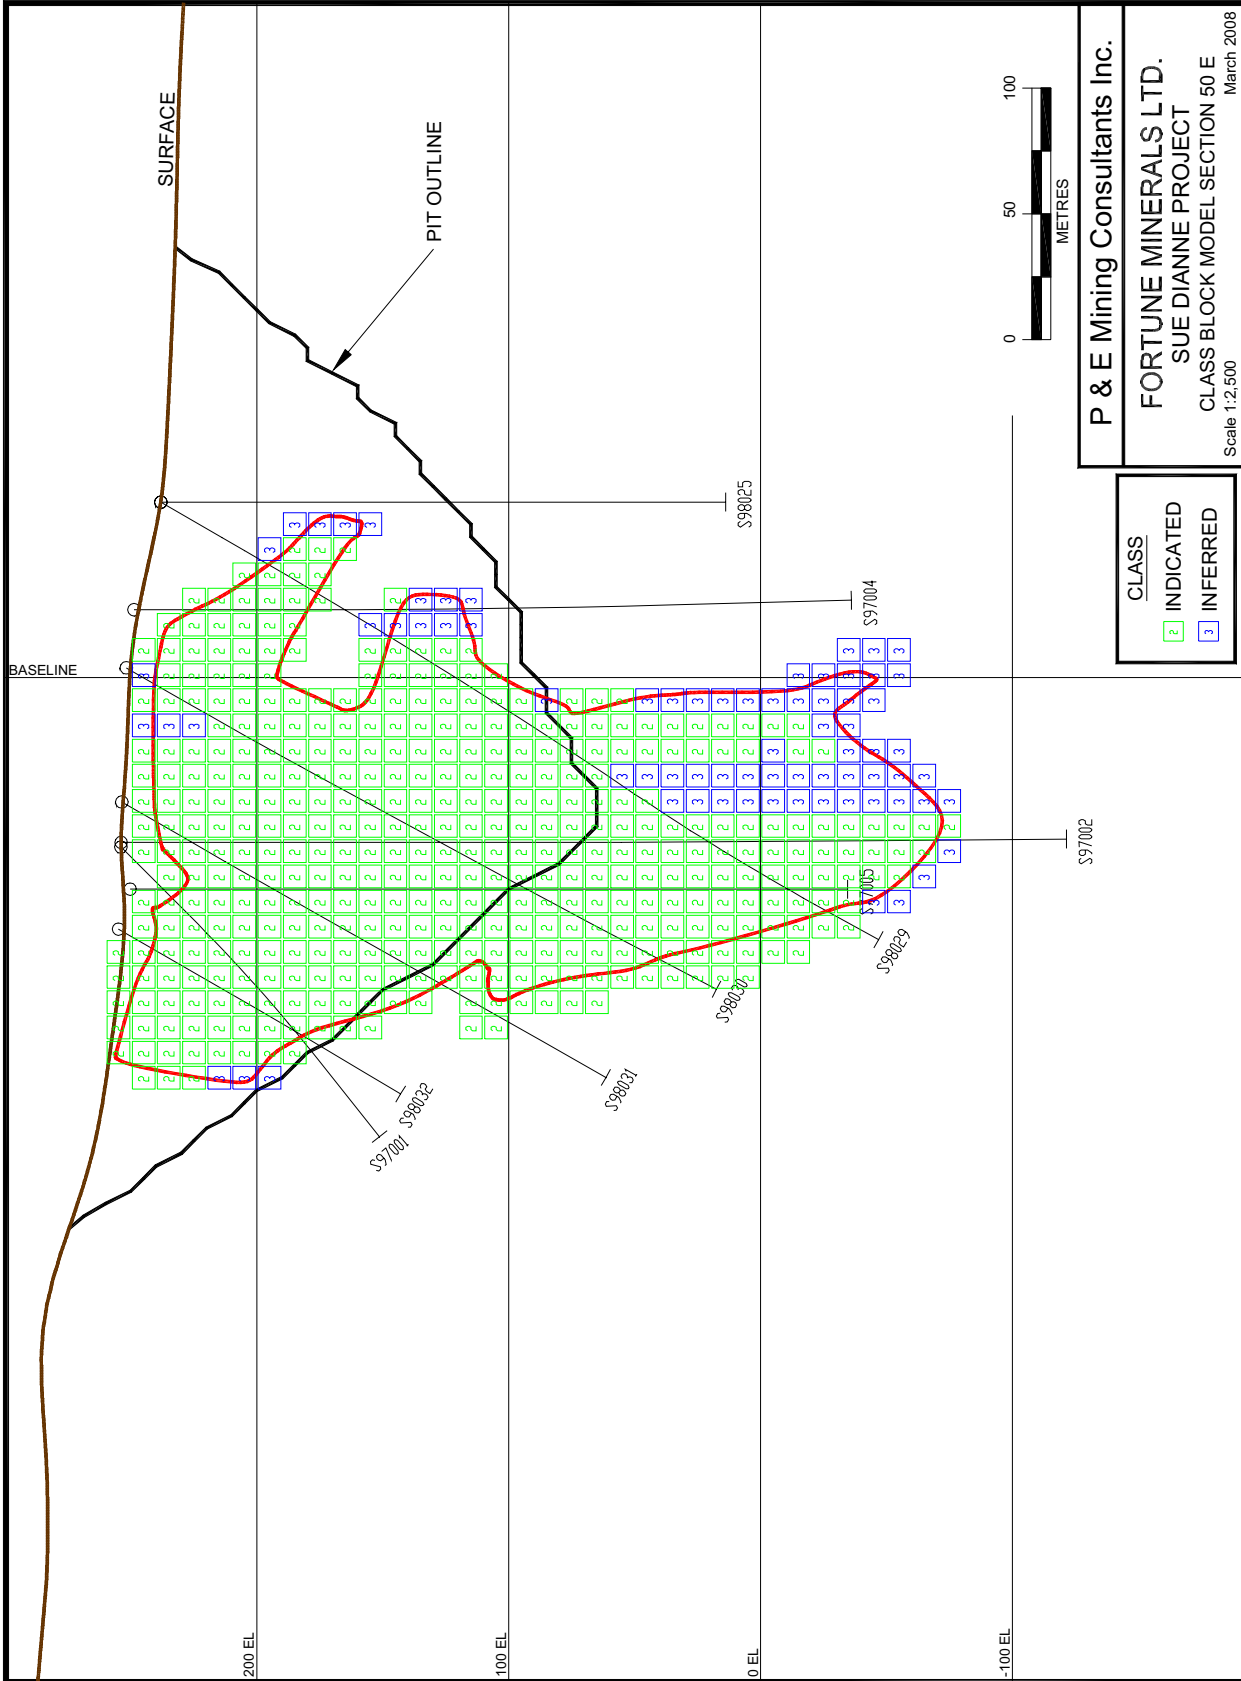 SURFACE
PIT OUTLINE
BASELINE
200 EL
100 EL
0 EL
-100 EL
S98025
S97004
S97002
S97005
S98029
S98030
S98031
S98032
S97001
0 50 100
METRES
P & E Mining Consultants Inc.
FORTUNE MINERALS LTD.
SUE DIANNE PROJECT
CLASS BLOCK MODEL SECTION 50 E
Scale 1:2,500 March 2008
CLASS
2 INDICATED
3 INFERRED